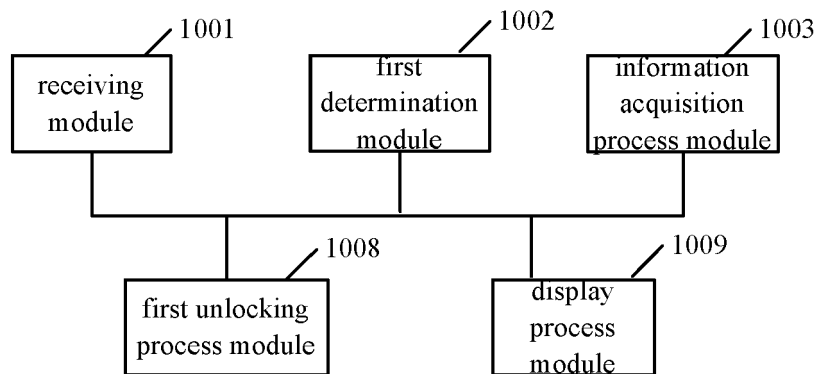 1001
receiving
module
1002
first
determination
module
1003
information
acquisition
process module
1008
first unlocking
process module
1009
display
process
module